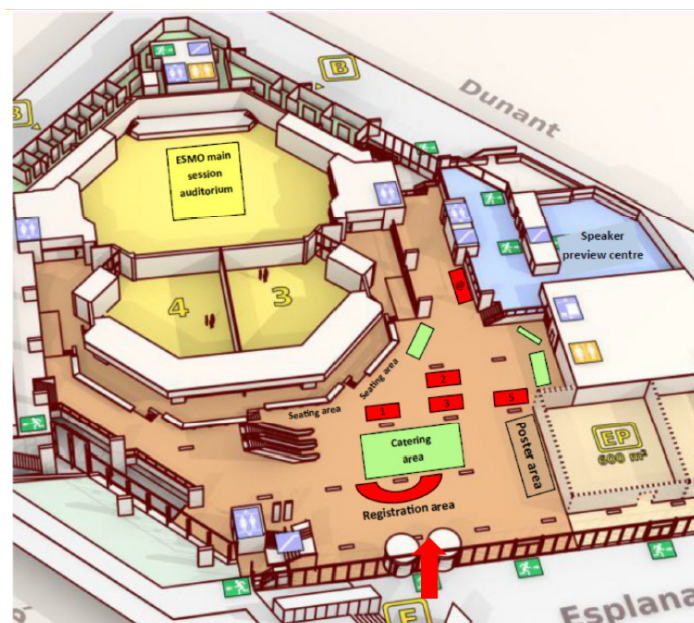 B
Dunant
B
ESMO main
session
auditorium
Speaker
preview centre
4
3
@
Seating area
Seating area
2
1
3
5
EP
600 m²
Catering
area
Poster area
Registration area
F
Esplana